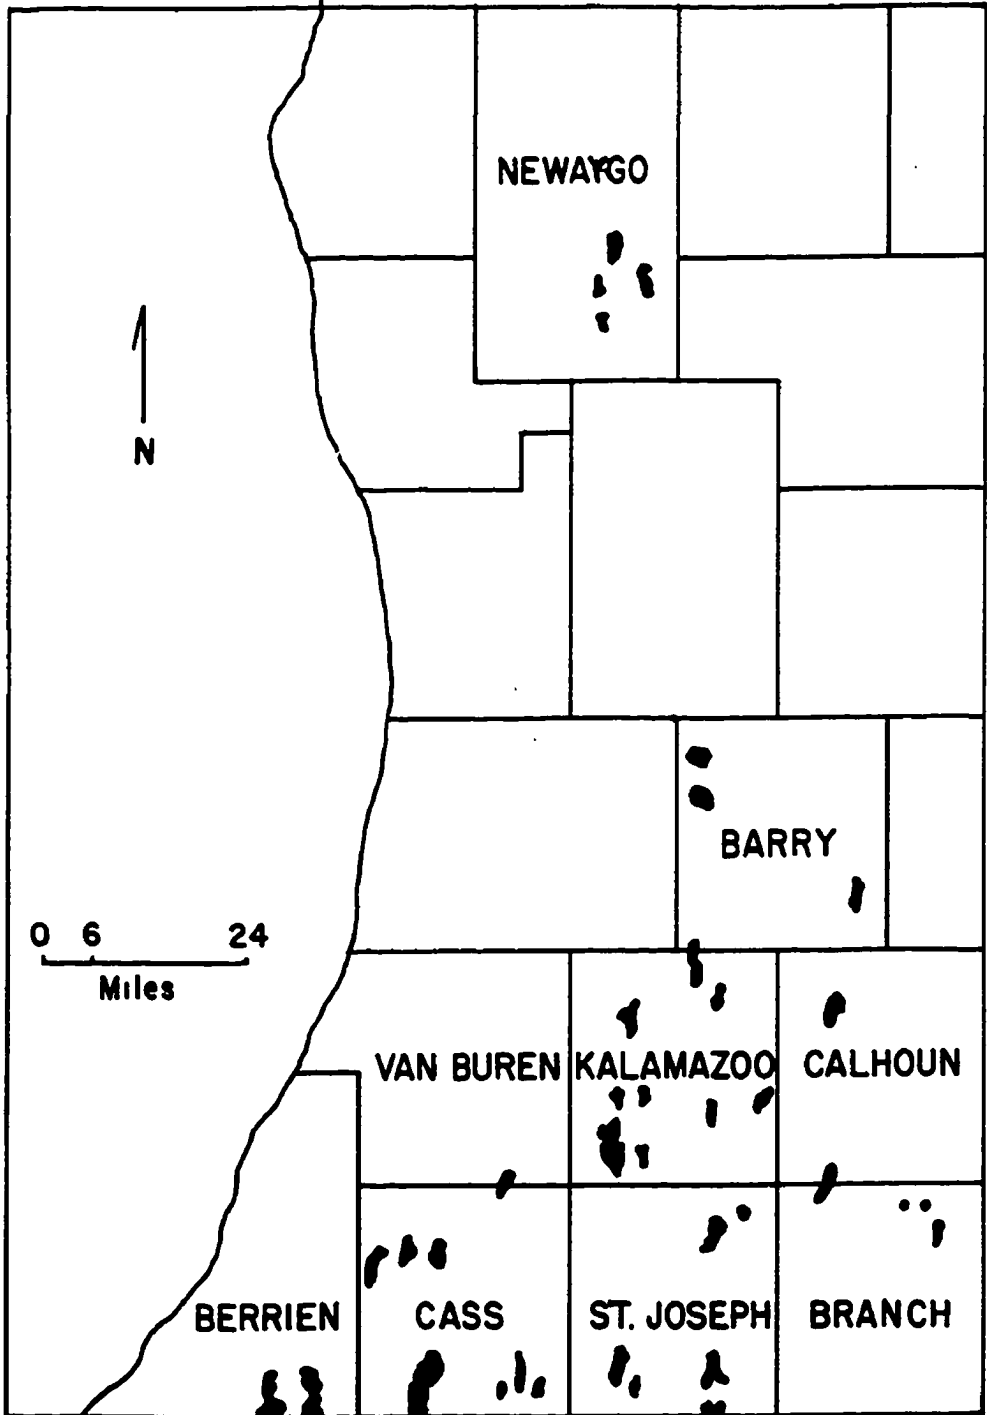 NEWAYGO
N
BARRY
0 6 24
Miles
VAN BUREN KALAMAZOO CALHOUN
BERRIEN CASS ST. JOSEPH BRANCH